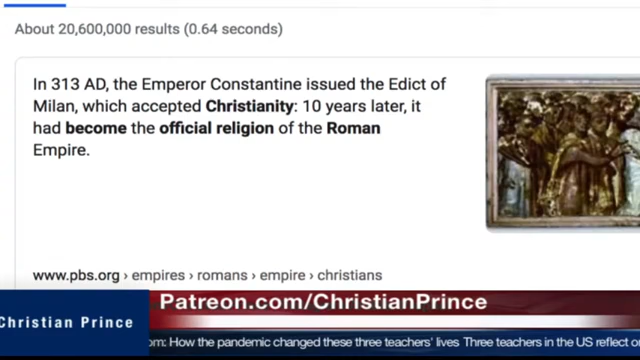 About 20,600,000 results (0.64 seconds)
In 313 AD, the Emperor Constantine issued the Edict of
Milan, which accepted Christianity: 10 years later, it
had become the official religion of the Roman
Empire.
www.pbs.org › empires › romans › empire › christians
Patreon.com/ChristianPrince
Christian Prince
om: How the pandemic changed these three teachers' lives Three teachers in the US reflect o